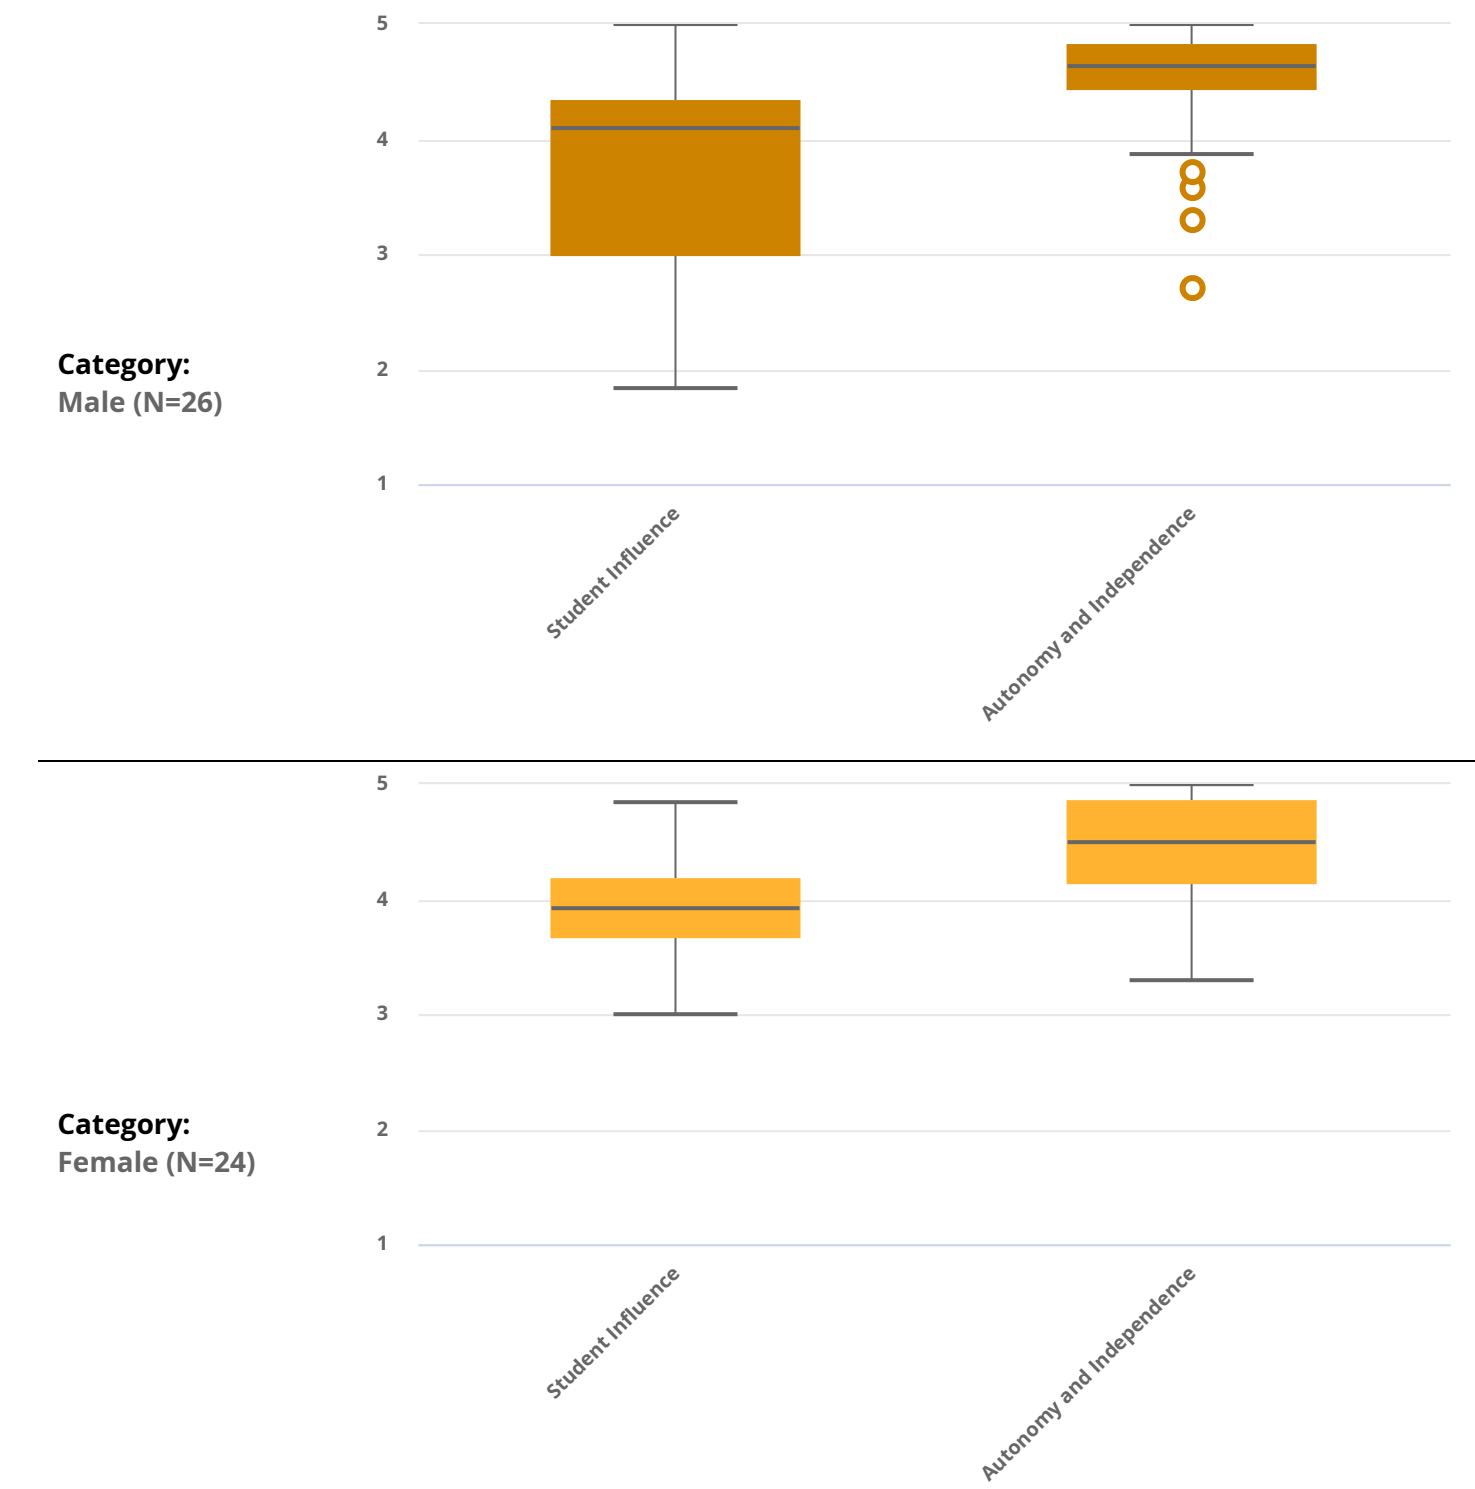 5
4
3
2
1
Category:
Male (N=26)
Student Influence
Autonomy and Independence
5
4
3
2
1
Category:
Female (N=24)
Student Influence
Autonomy and Independence